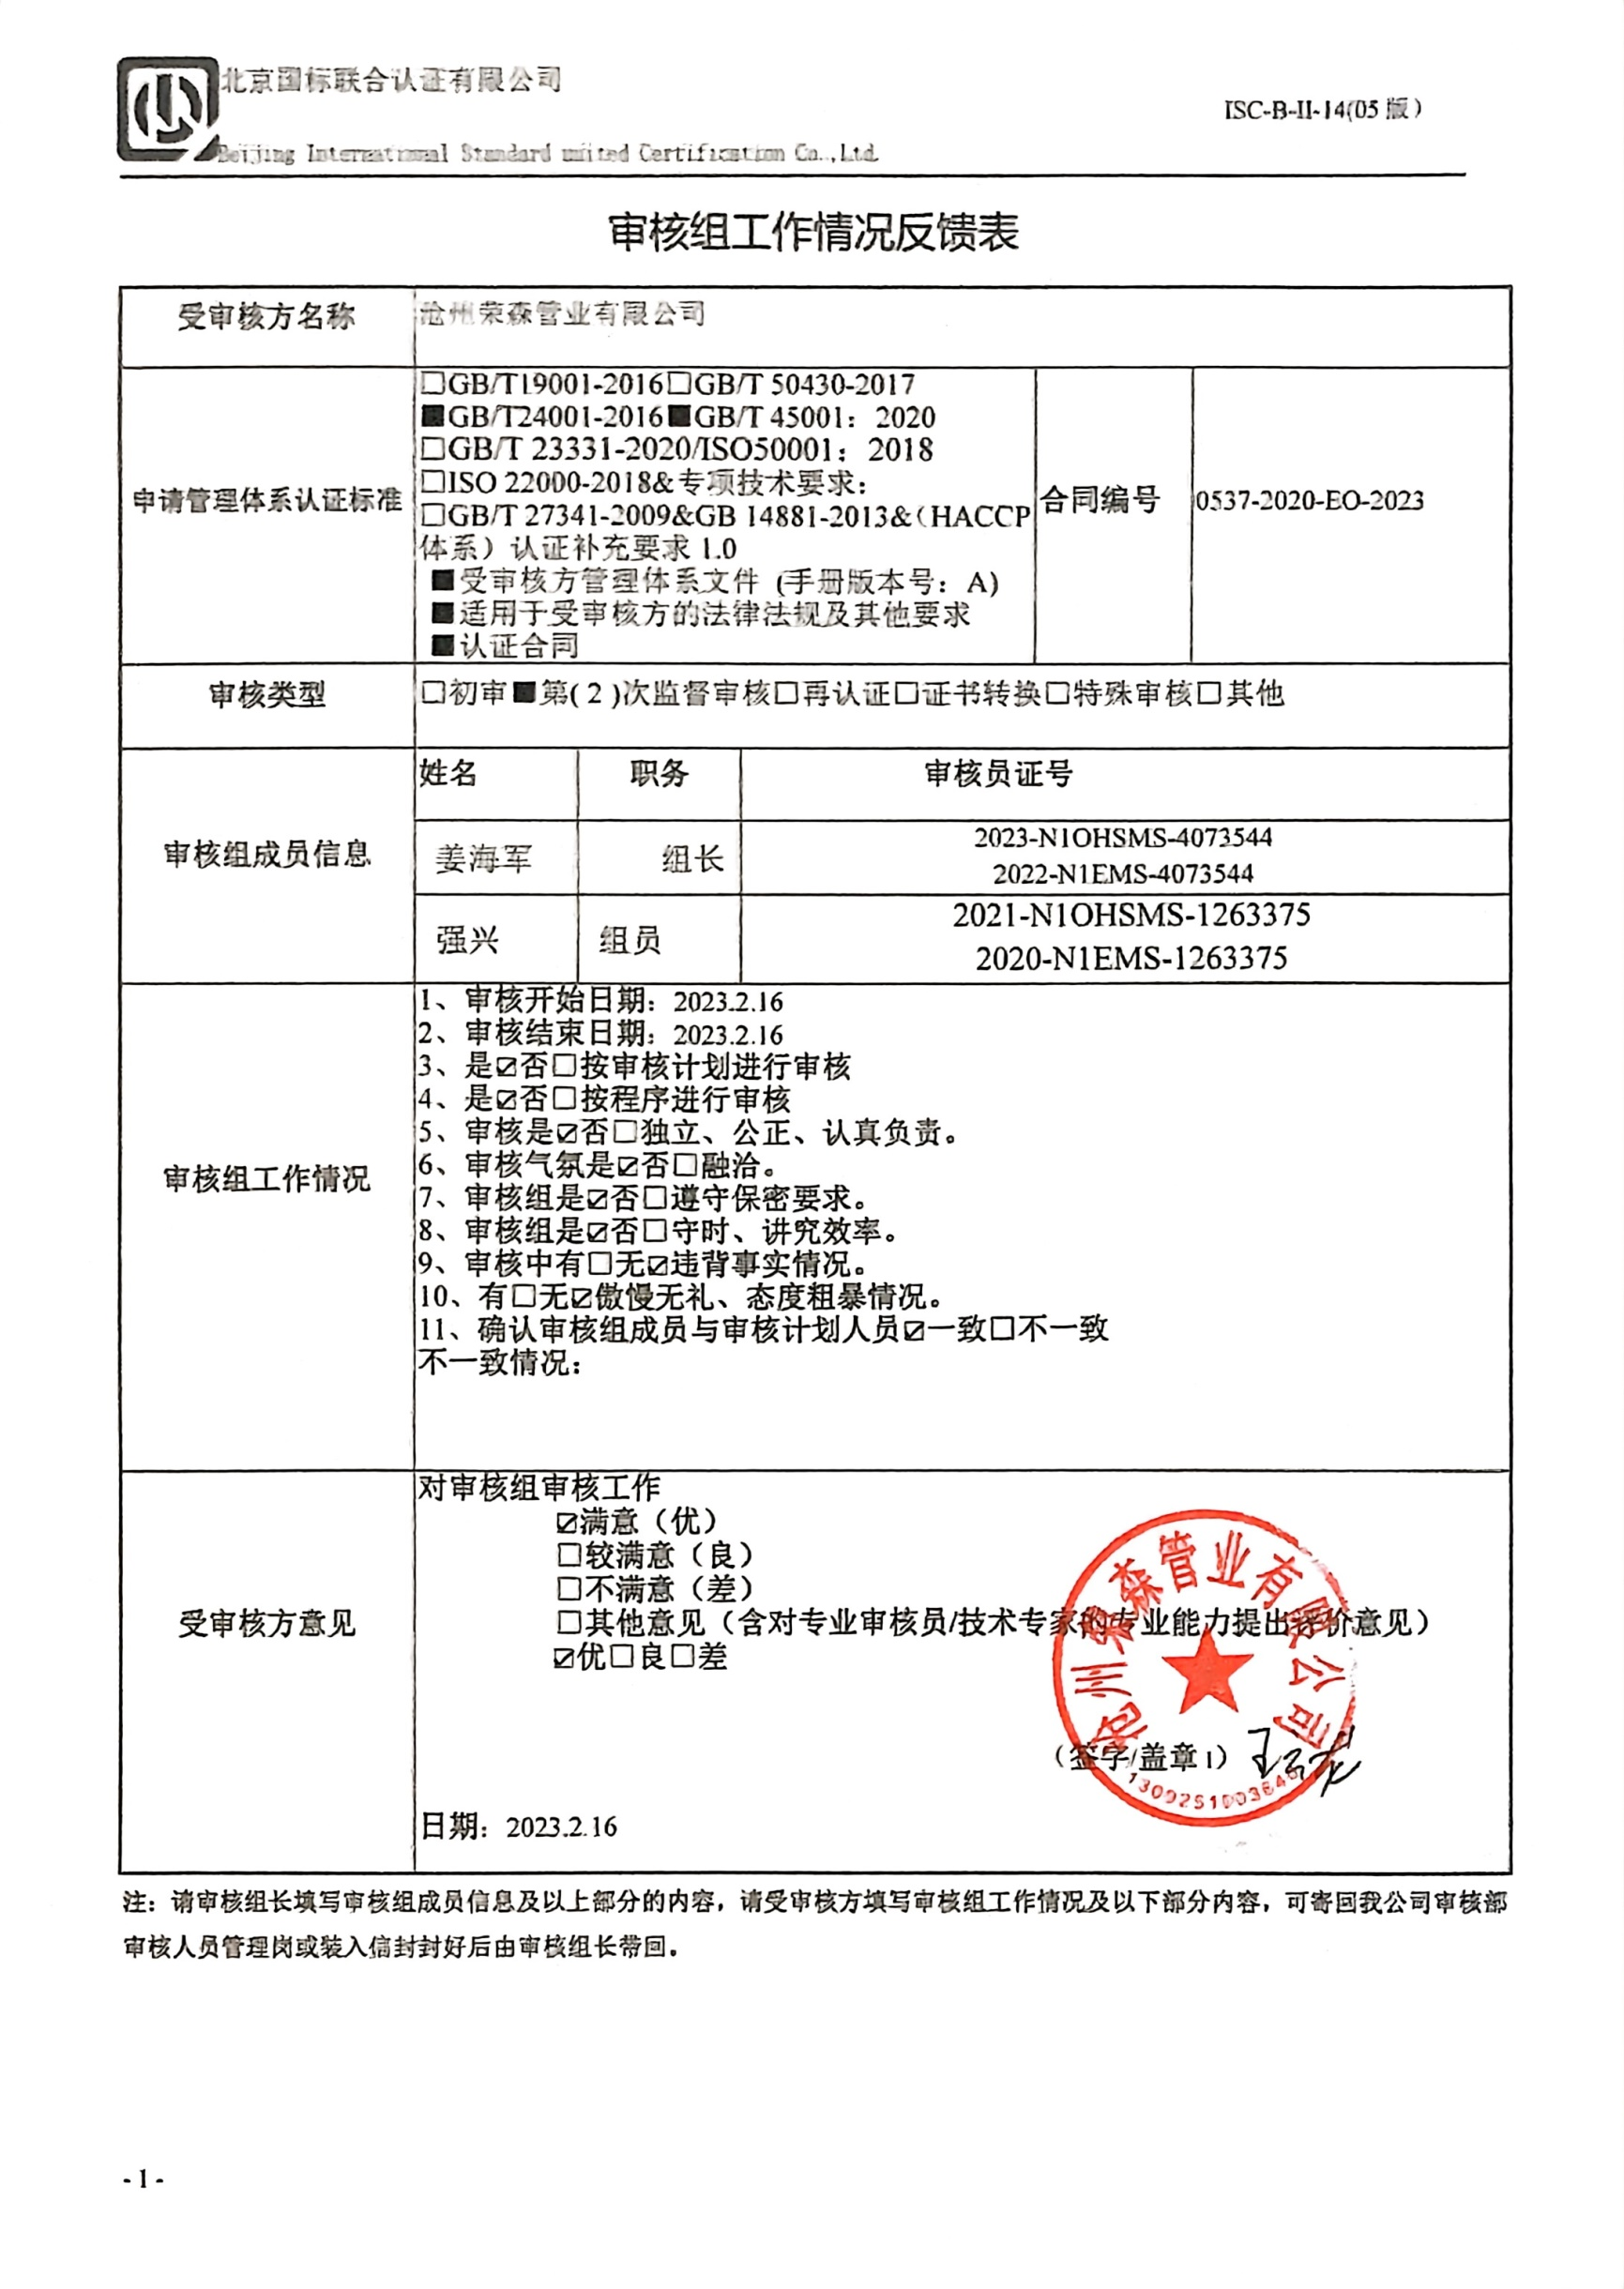 北京国标联合认证有限公司
ISC-B-II-14(05 版)
Beijing International Standard united Certification Co.,Ltd.
审核组工作情况反馈表
受审核方名称
沧州荣森管业有限公司
申请管理体系认证标准
□GB/T19001-2016□GB/T 50430-2017
■GB/T24001-2016■GB/T 45001：2020
□GB/T 23331-2020/ISO50001：2018
□ISO 22000-2018&专项技术要求：
□GB/T 27341-2009&GB 14881-2013&（HACCP
体系）认证补充要求 1.0
■受审核方管理体系文件 (手册版本号：A)
■适用于受审核方的法律法规及其他要求
■认证合同
合同编号
0537-2020-EO-2023
审核类型
□初审■第( 2 )次监督审核□再认证□证书转换□特殊审核□其他
审核组成员信息
姓名 职务 审核员证号
姜海军 组长 2023-N1OHSMS-4073544
2022-N1EMS-4073544
强兴 组员 2021-N1OHSMS-1263375
2020-N1EMS-1263375
审核组工作情况
1、审核开始日期：2023.2.16
2、审核结束日期：2023.2.16
3、是☑否□按审核计划进行审核
4、是☑否□按程序进行审核
5、审核是☑否□独立、公正、认真负责。
6、审核气氛是☑否□融洽。
7、审核组是☑否□遵守保密要求。
8、审核组是☑否□守时、讲究效率。
9、审核中有□无☑违背事实情况。
10、有□无☑傲慢无礼、态度粗暴情况。
11、确认审核组成员与审核计划人员☑一致□不一致
不一致情况：
受审核方意见
对审核组审核工作
☑满意（优）
□较满意（良）
□不满意（差）
□其他意见（含对专业审核员/技术专家的专业能力提出评价意见）
☑优□良□差
沧州荣森管业有限公司
（签字/盖章）
日期：2023.2.16
注：请审核组长填写审核组成员信息及以上部分的内容，请受审核方填写审核组工作情况及以下部分内容，可寄回我公司审核部
审核人员管理岗或装入信封封好后由审核组长带回。
- 1 -